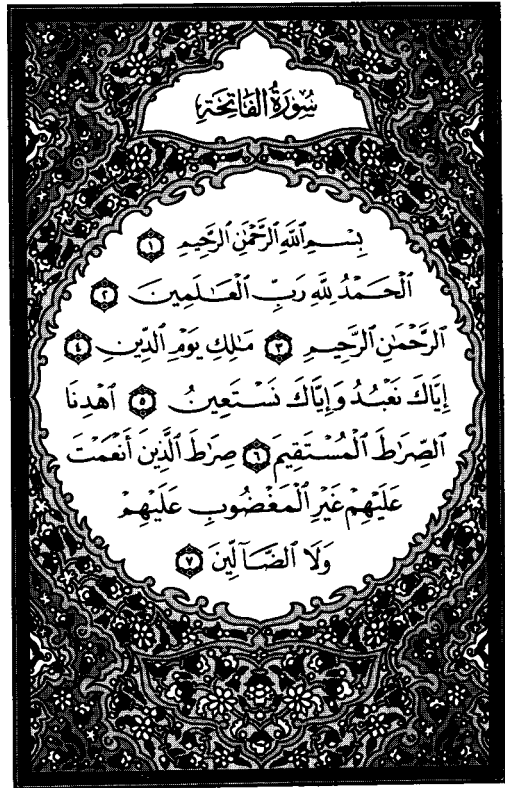 سُورَةُ الفَاتِحَةِ
بِسْمِ ٱللَّهِ ٱلرَّحْمَٰنِ ٱلرَّحِيمِ ١
ٱلْحَمْدُ لِلَّهِ رَبِّ ٱلْعَٰلَمِينَ ٢
ٱلرَّحْمَٰنِ ٱلرَّحِيمِ ٣ مَٰلِكِ يَوْمِ ٱلدِّينِ ٤
إِيَّاكَ نَعْبُدُ وَإِيَّاكَ نَسْتَعِينُ ٥ ٱهْدِنَا
ٱلصِّرَٰطَ ٱلْمُسْتَقِيمَ ٦ صِرَٰطَ ٱلَّذِينَ أَنْعَمْتَ
عَلَيْهِمْ غَيْرِ ٱلْمَغْضُوبِ عَلَيْهِمْ
وَلَا ٱلضَّآلِّينَ ٧